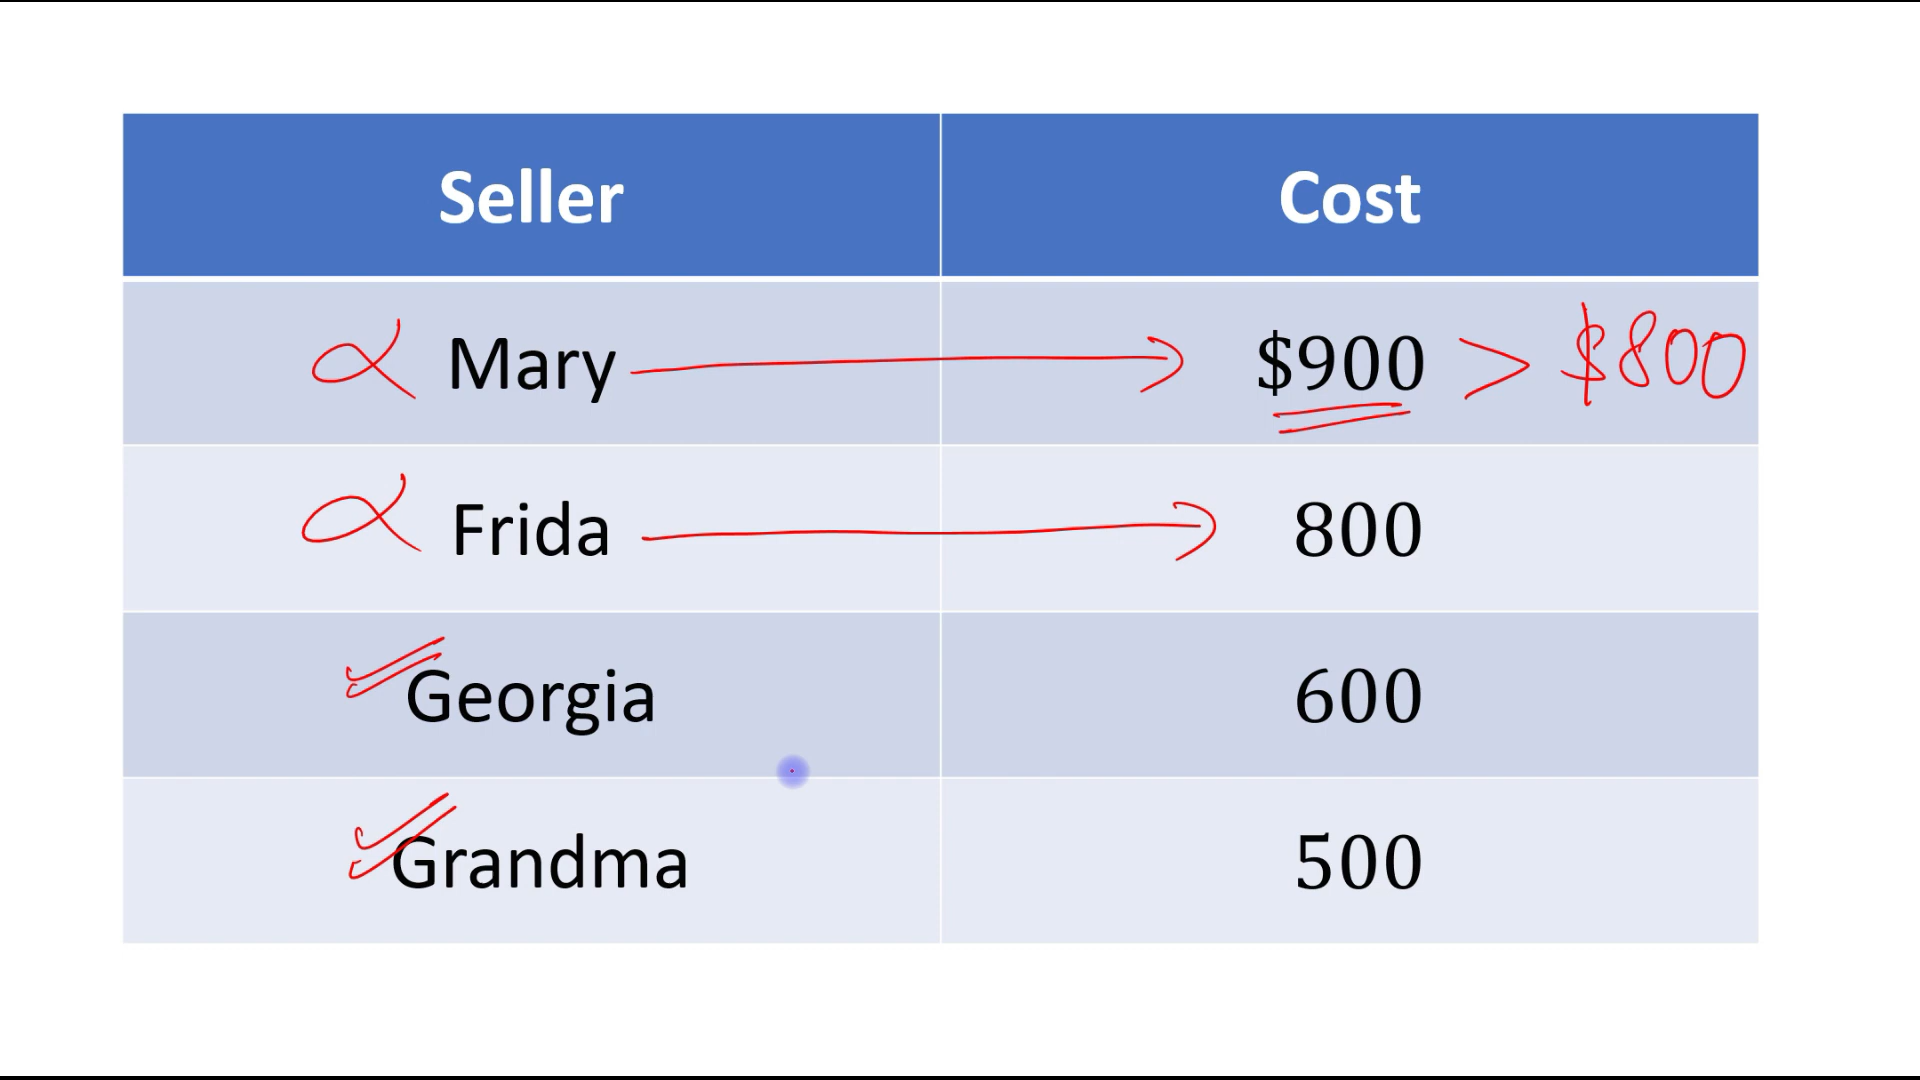 Seller Cost
α Mary $900 > $800
α Frida 800
Georgia 600
Grandma 500